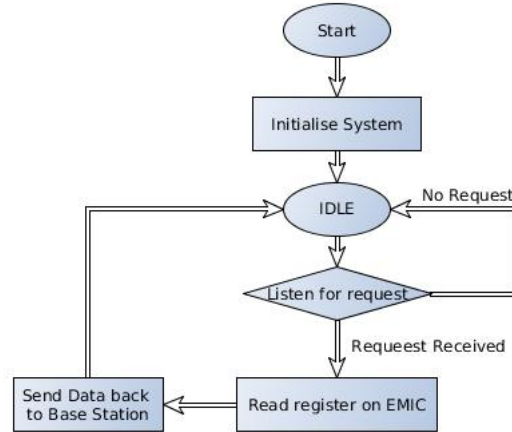 Start
Initialise System
IDLE
No Request
Listen for request
Requeest Received
Send Data back
to Base Station
Read register on EMIC